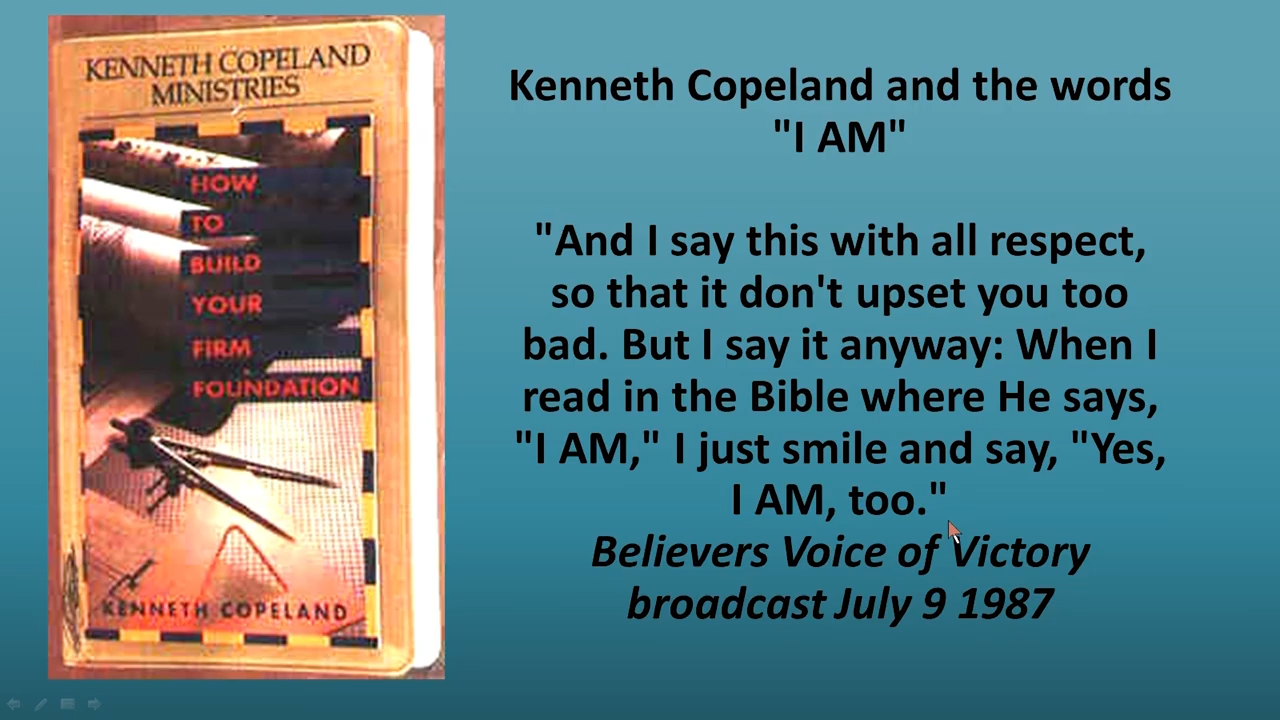 KENNETH COPELAND
MINISTRIES
HOW
TO
BUILD
YOUR
FIRM
FOUNDATION
KENNETH COPELAND
Kenneth Copeland and the words
"I AM"
"And I say this with all respect,
so that it don't upset you too
bad. But I say it anyway: When I
read in the Bible where He says,
"I AM," I just smile and say, "Yes,
I AM, too."
Believers Voice of Victory
broadcast July 9 1987